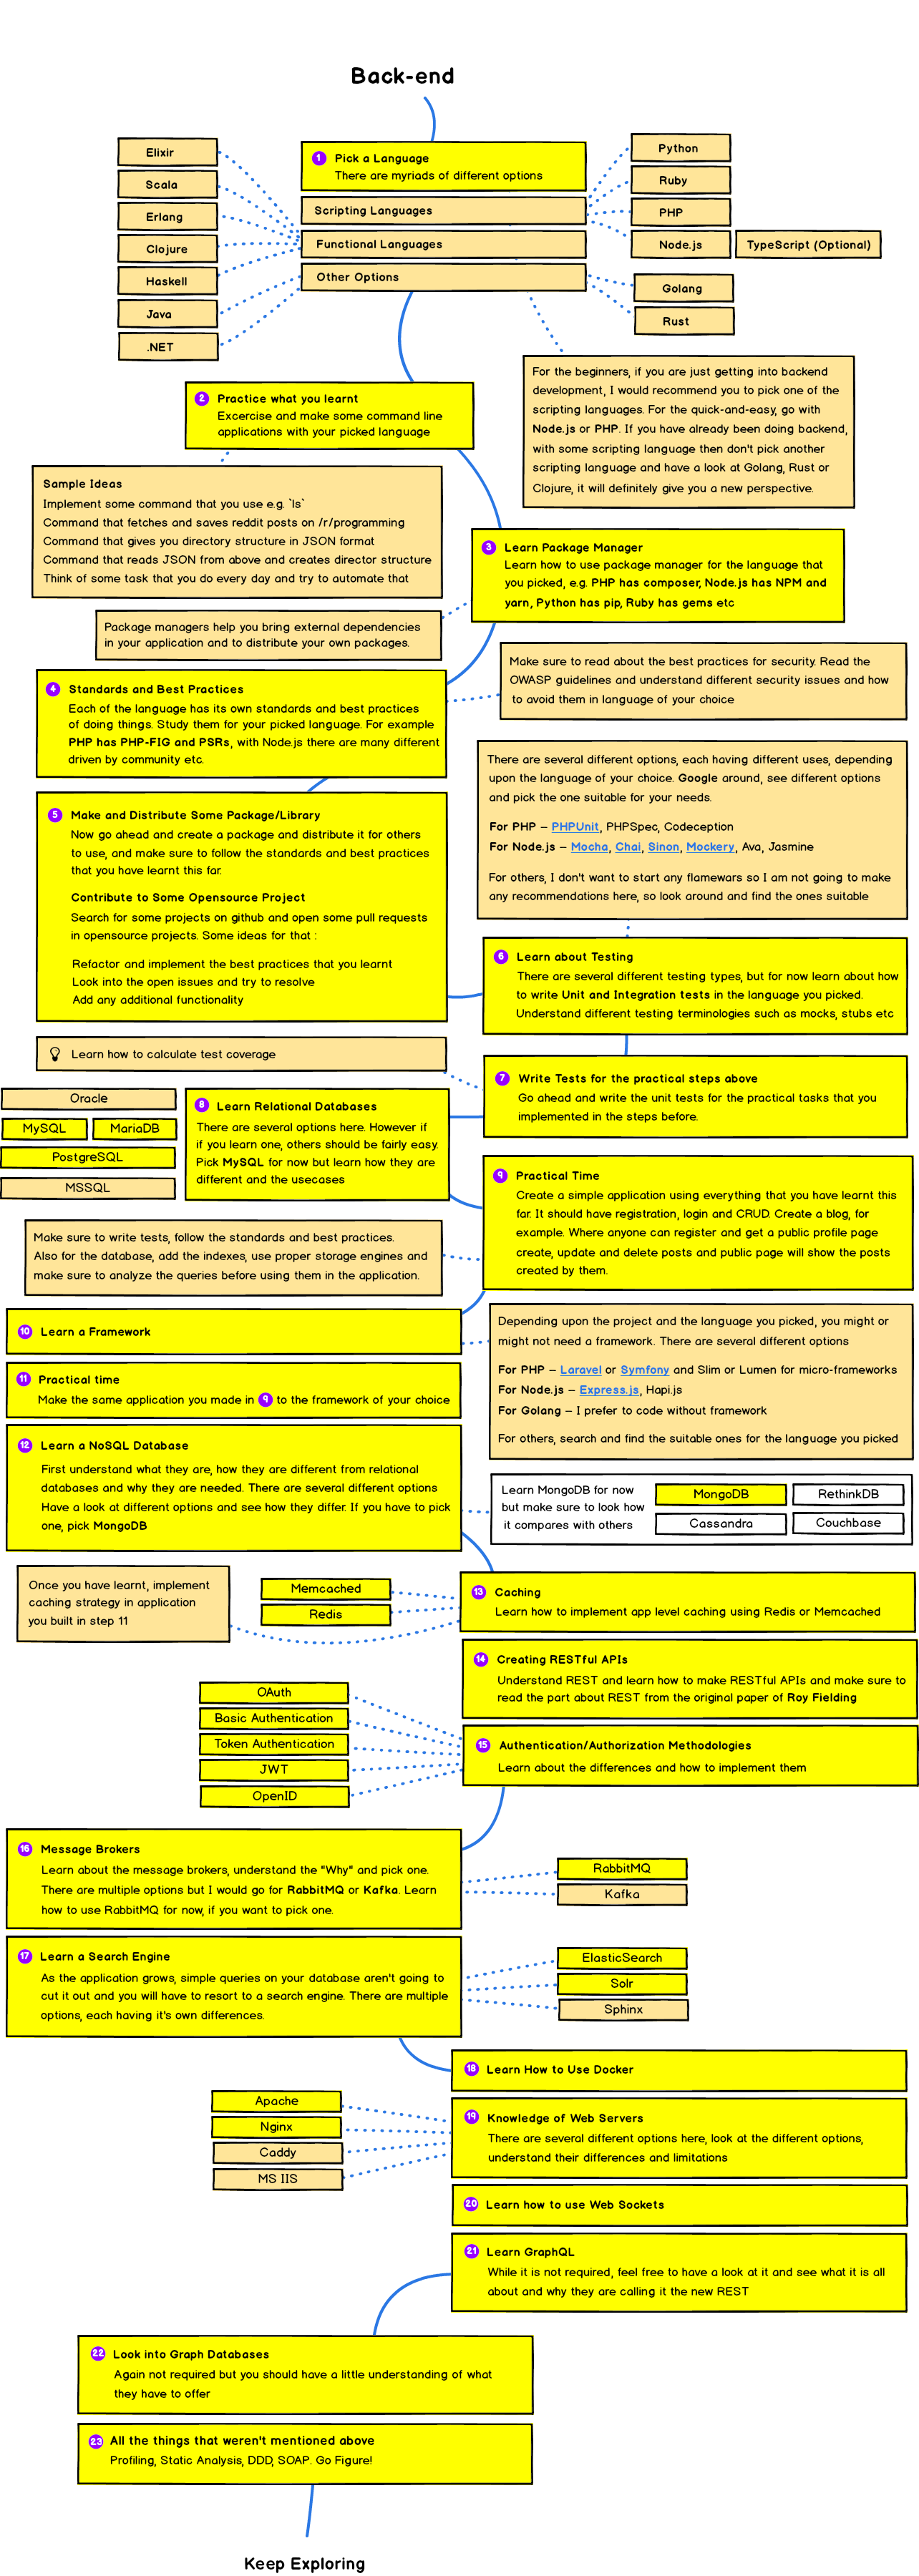 Back-end
Elixir
Scala
Erlang
Clojure
Haskell
Java
.NET
1 Pick a Language
There are myriads of different options
Scripting Languages
Functional Languages
Other Options
Python
Ruby
PHP
Node.js
TypeScript (Optional)
Golang
Rust
For the beginners, if you are just getting into backend
development, I would recommend you to pick one of the
scripting languages. For the quick-and-easy, go with
Node.js or PHP. If you have already been doing backend,
with some scripting language then don't pick another
scripting language and have a look at Golang, Rust or
Clojure, it will definitely give you a new perspective.
2 Practice what you learnt
Excercise and make some command line
applications with your picked language
Sample Ideas
Implement some command that you use e.g. `ls`
Command that fetches and saves reddit posts on /r/programming
Command that gives you directory structure in JSON format
Command that reads JSON from above and creates director structure
Think of some task that you do every day and try to automate that
3 Learn Package Manager
Learn how to use package manager for the language that
you picked, e.g. PHP has composer, Node.js has NPM and
yarn, Python has pip, Ruby has gems etc
Package managers help you bring external dependencies
in your application and to distribute your own packages.
4 Standards and Best Practices
Each of the language has its own standards and best practices
of doing things. Study them for your picked language. For example
PHP has PHP-FIG and PSRs, with Node.js there are many different
driven by community etc.
Make sure to read about the best practices for security. Read the
OWASP guidelines and understand different security issues and how
to avoid them in language of your choice
5 Make and Distribute Some Package/Library
Now go ahead and create a package and distribute it for others
to use, and make sure to follow the standards and best practices
that you have learnt this far.
Contribute to Some Opensource Project
Search for some projects on github and open some pull requests
in opensource projects. Some ideas for that :
Refactor and implement the best practices that you learnt
Look into the open issues and try to resolve
Add any additional functionality
There are several different options, each having different uses, depending
upon the language of your choice. Google around, see different options
and pick the one suitable for your needs.
For PHP – PHPUnit, PHPSpec, Codeception
For Node.js – Mocha, Chai, Sinon, Mockery, Ava, Jasmine
For others, I don't want to start any flamewars so I am not going to make
any recommendations here, so look around and find the ones suitable
6 Learn about Testing
There are several different testing types, but for now learn about how
to write Unit and Integration tests in the language you picked.
Understand different testing terminologies such as mocks, stubs etc
Learn how to calculate test coverage
7 Write Tests for the practical steps above
Go ahead and write the unit tests for the practical tasks that you
implemented in the steps before.
Oracle
MySQL
MariaDB
PostgreSQL
MSSQL
8 Learn Relational Databases
There are several options here. However if
if you learn one, others should be fairly easy.
Pick MySQL for now but learn how they are
different and the usecases
9 Practical Time
Create a simple application using everything that you have learnt this
far. It should have registration, login and CRUD. Create a blog, for
example. Where anyone can register and get a public profile page
create, update and delete posts and public page will show the posts
created by them.
Make sure to write tests, follow the standards and best practices.
Also for the database, add the indexes, use proper storage engines and
make sure to analyze the queries before using them in the application.
10 Learn a Framework
Depending upon the project and the language you picked, you might or
might not need a framework. There are several different options
For PHP – Laravel or Symfony and Slim or Lumen for micro-frameworks
For Node.js – Express.js, Hapi.js
For Golang – I prefer to code without framework
For others, search and find the suitable ones for the language you picked
11 Practical time
Make the same application you made in 9 to the framework of your choice
12 Learn a NoSQL Database
First understand what they are, how they are different from relational
databases and why they are needed. There are several different options
Have a look at different options and see how they differ. If you have to pick
one, pick MongoDB
Learn MongoDB for now
but make sure to look how
it compares with others
MongoDB
RethinkDB
Cassandra
Couchbase
Once you have learnt, implement
caching strategy in application
you built in step 11
Memcached
Redis
13 Caching
Learn how to implement app level caching using Redis or Memcached
14 Creating RESTful APIs
Understand REST and learn how to make RESTful APIs and make sure to
read the part about REST from the original paper of Roy Fielding
OAuth
Basic Authentication
Token Authentication
JWT
OpenID
15 Authentication/Authorization Methodologies
Learn about the differences and how to implement them
16 Message Brokers
Learn about the message brokers, understand the "Why" and pick one.
There are multiple options but I would go for RabbitMQ or Kafka. Learn
how to use RabbitMQ for now, if you want to pick one.
RabbitMQ
Kafka
17 Learn a Search Engine
As the application grows, simple queries on your database aren't going to
cut it out and you will have to resort to a search engine. There are multiple
options, each having it's own differences.
ElasticSearch
Solr
Sphinx
18 Learn How to Use Docker
Apache
Nginx
Caddy
MS IIS
19 Knowledge of Web Servers
There are several different options here, look at the different options,
understand their differences and limitations
20 Learn how to use Web Sockets
21 Learn GraphQL
While it is not required, feel free to have a look at it and see what it is all
about and why they are calling it the new REST
22 Look into Graph Databases
Again not required but you should have a little understanding of what
they have to offer
23 All the things that weren't mentioned above
Profiling, Static Analysis, DDD, SOAP. Go Figure!
Keep Exploring